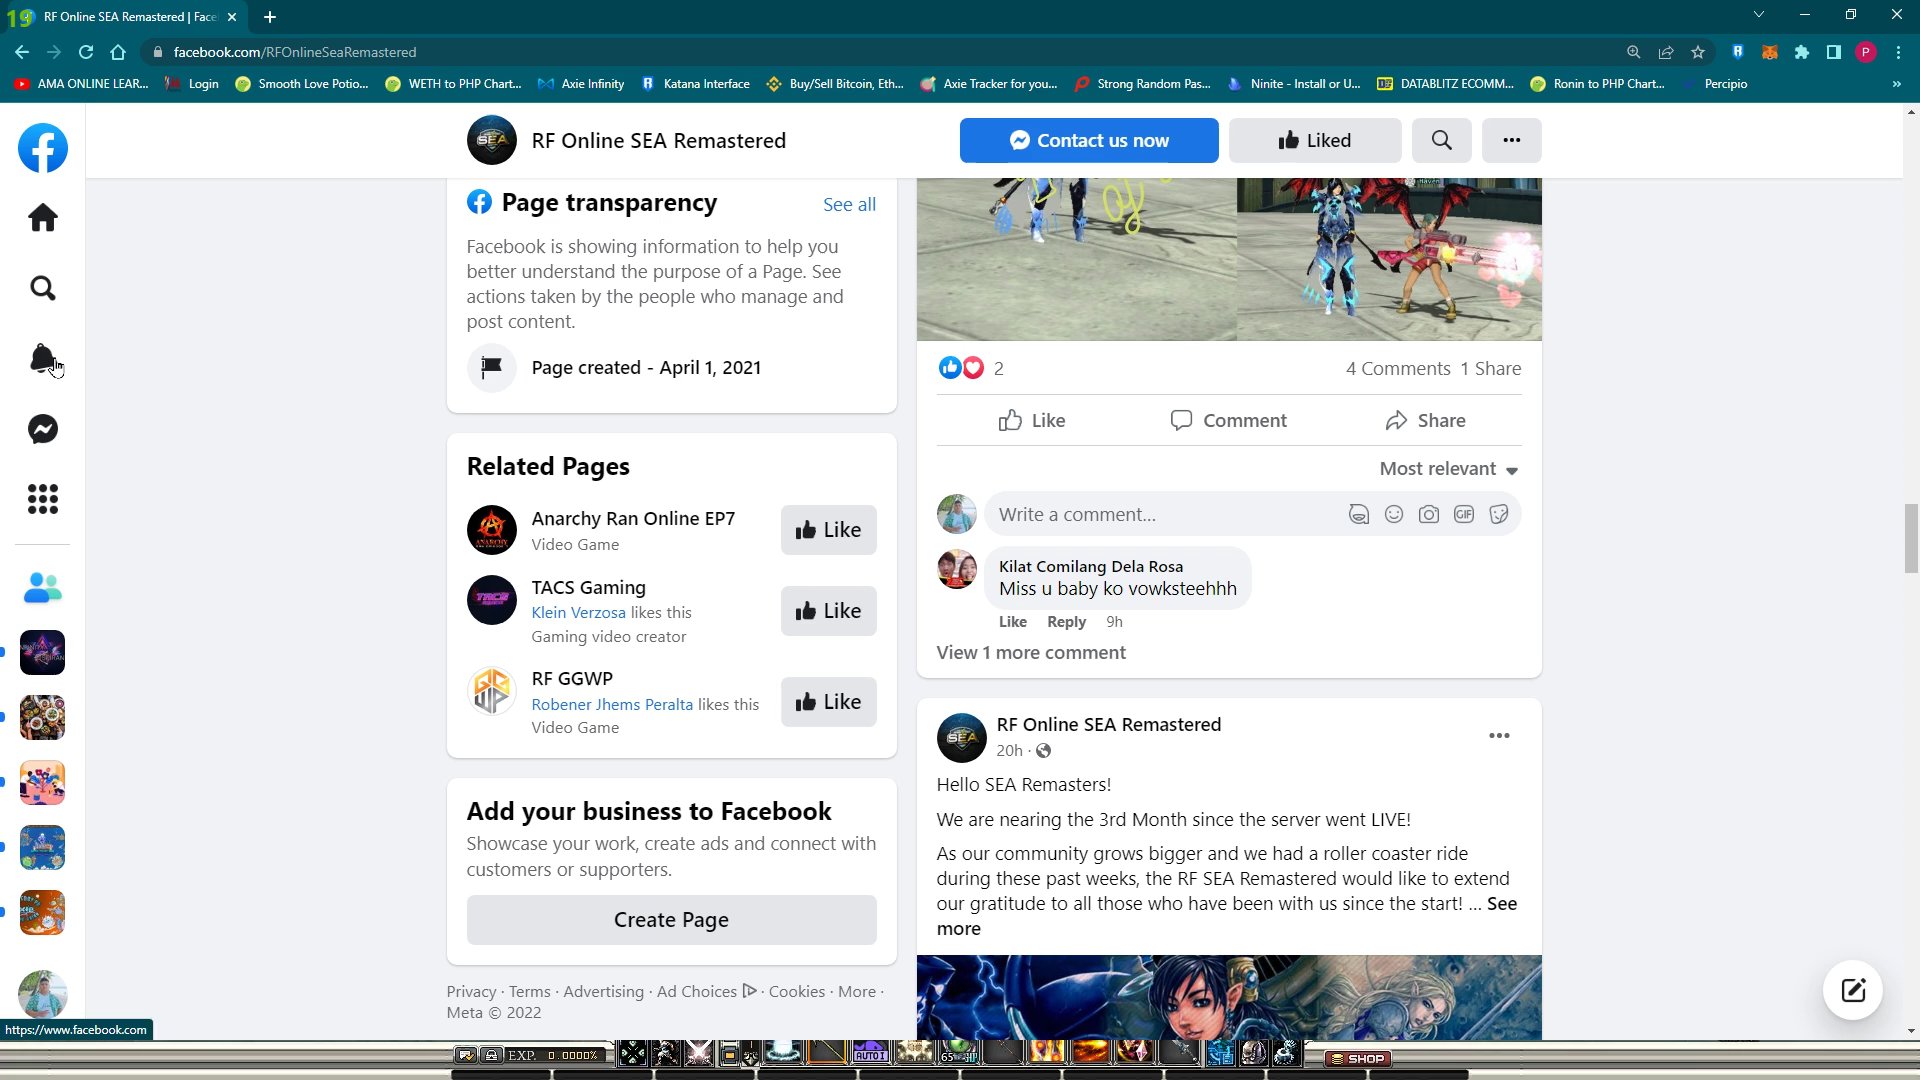 19
RF Online SEA Remastered | Face
facebook.com/RFOnlineSeaRemastered
P
AMA ONLINE LEAR...
Login
Smooth Love Potio...
WETH to PHP Chart...
Axie Infinity
Katana Interface
Buy/Sell Bitcoin, Eth...
Axie Tracker for you...
Strong Random Pas...
Ninite - Install or U...
DATABLITZ ECOMM...
Ronin to PHP Chart...
Percipio
SEA
RF Online SEA Remastered
Contact us now
Liked
Page transparency
See all
Facebook is showing information to help you
better understand the purpose of a Page. See
actions taken by the people who manage and
post content.
Page created - April 1, 2021
Related Pages
ANARCHY
Anarchy Ran Online EP7
Video Game
Like
TACS
TACS Gaming
Klein Verzosa likes this
Gaming video creator
Like
RF GGWP
Robener Jhems Peralta likes this
Video Game
Like
Add your business to Facebook
Showcase your work, create ads and connect with
customers or supporters.
Create Page
Privacy · Terms · Advertising · Ad Choices · Cookies · More ·
Meta © 2022
of
2
4 Comments 1 Share
Like
Comment
Share
Most relevant
Write a comment...
GIF
Kilat Comilang Dela Rosa
Miss u baby ko vowksteehhh
Like Reply 9h
View 1 more comment
SEA
RF Online SEA Remastered
20h ·
Hello SEA Remasters!
We are nearing the 3rd Month since the server went LIVE!
As our community grows bigger and we had a roller coaster ride
during these past weeks, the RF SEA Remastered would like to extend
our gratitude to all those who have been with us since the start! ... See
more
https://www.facebook.com
EXP. 0.0000%
AUTO I
65
HP
SHOP